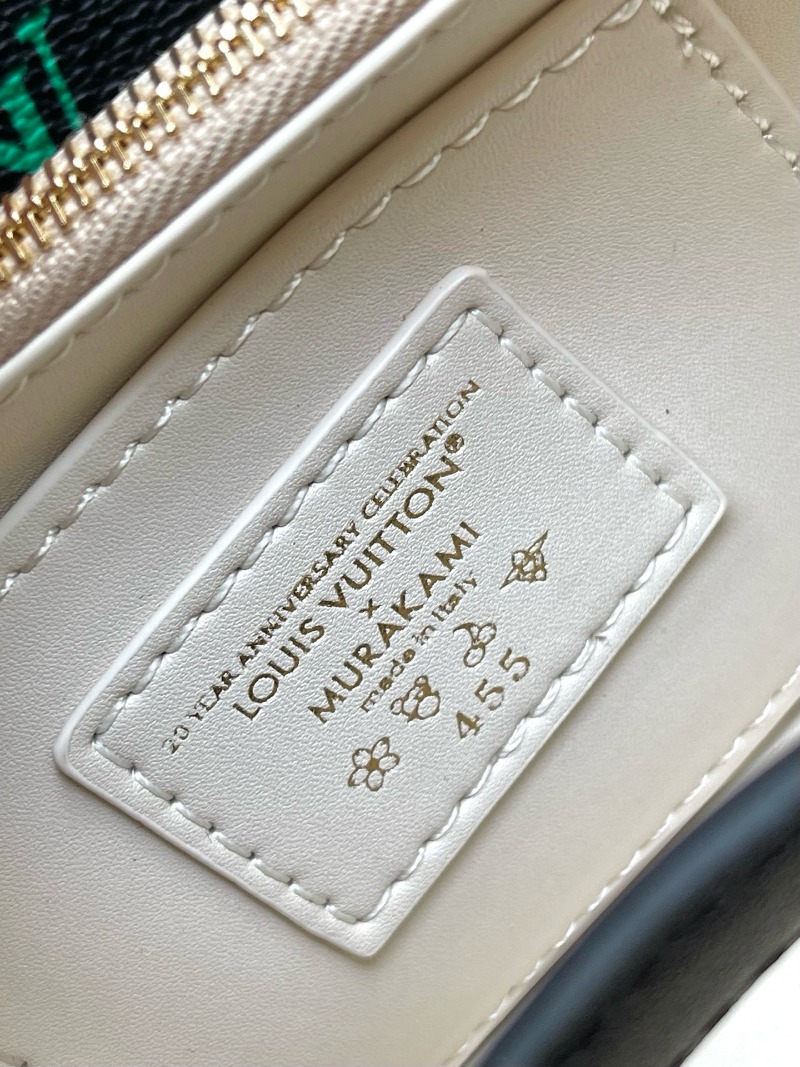 20 YEAR ANNIVERSARY CELEBRATION
LOUIS VUITTON®
x
MURAKAMI
made in Italy
455